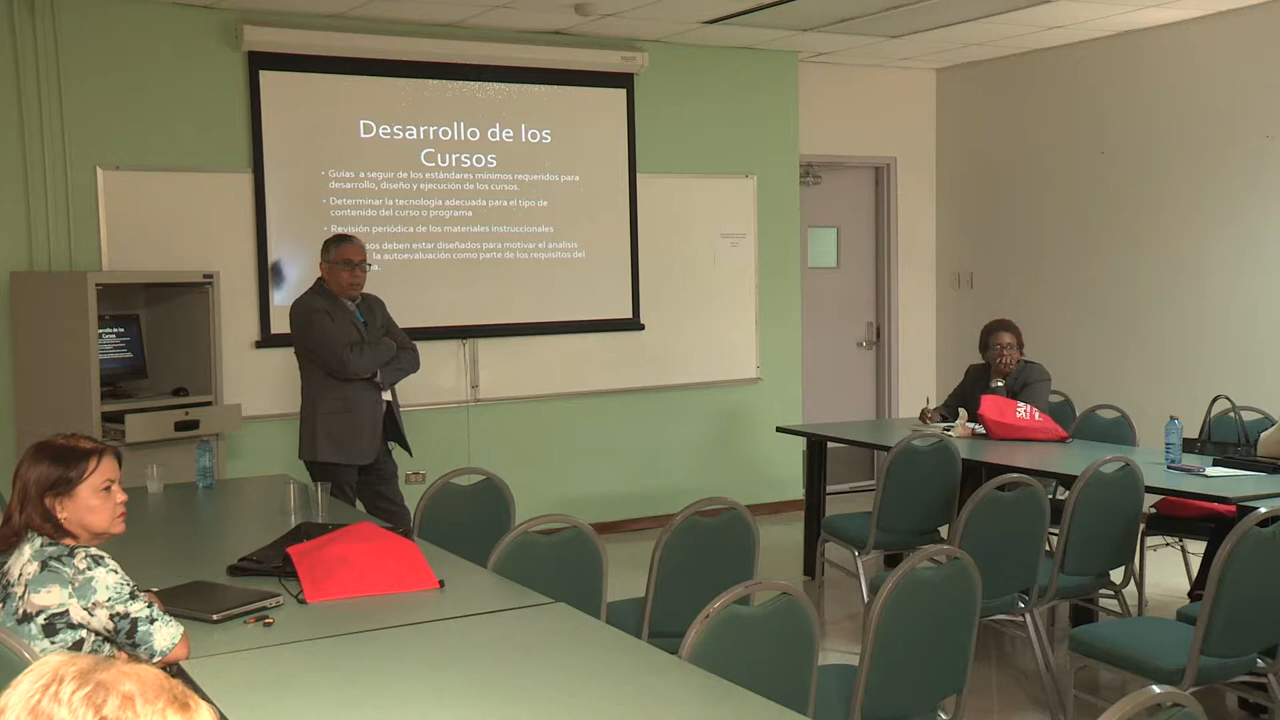 Desarrollo de los
Cursos
• Guías a seguir de los estándares mínimos requeridos para
desarrollo, diseño y ejecución de los cursos.
• Determinar la tecnología adecuada para el tipo de
contenido del curso o programa
• Revisión periódica de los materiales instruccionales
sos deben estar diseñados para motivar el analisis
la autoevaluación como parte de los requisitos del
Cursos
SAN